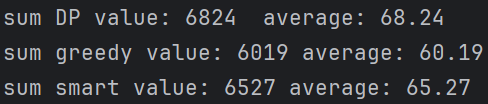 sum DP value: 6824  average: 68.24
sum greedy value: 6019 average: 60.19
sum smart value: 6527 average: 65.27